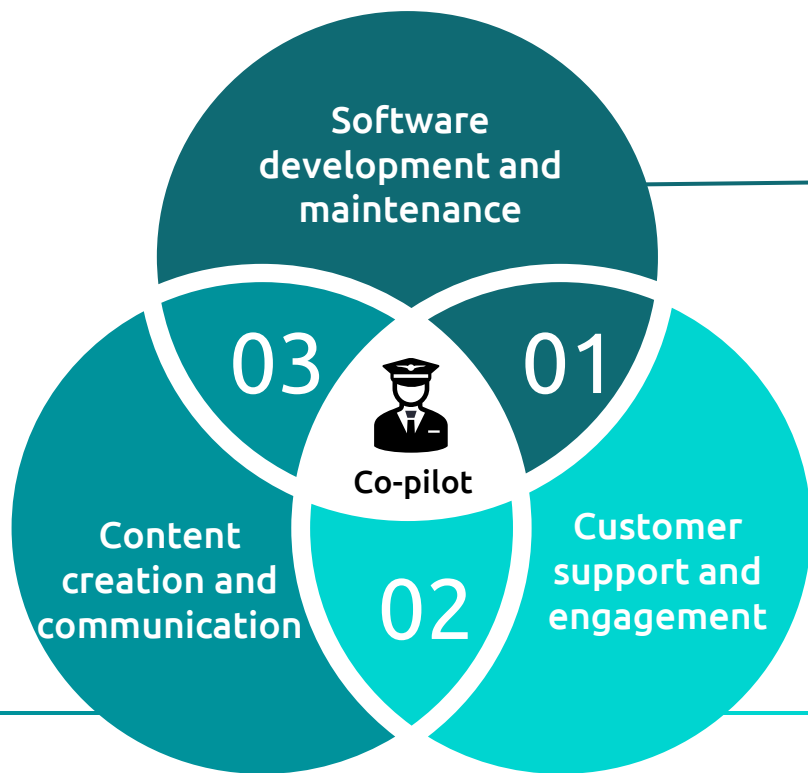 Software
development and
maintenance
03
01
Co-pilot
Content
creation and
communication
02
Customer
support and
engagement